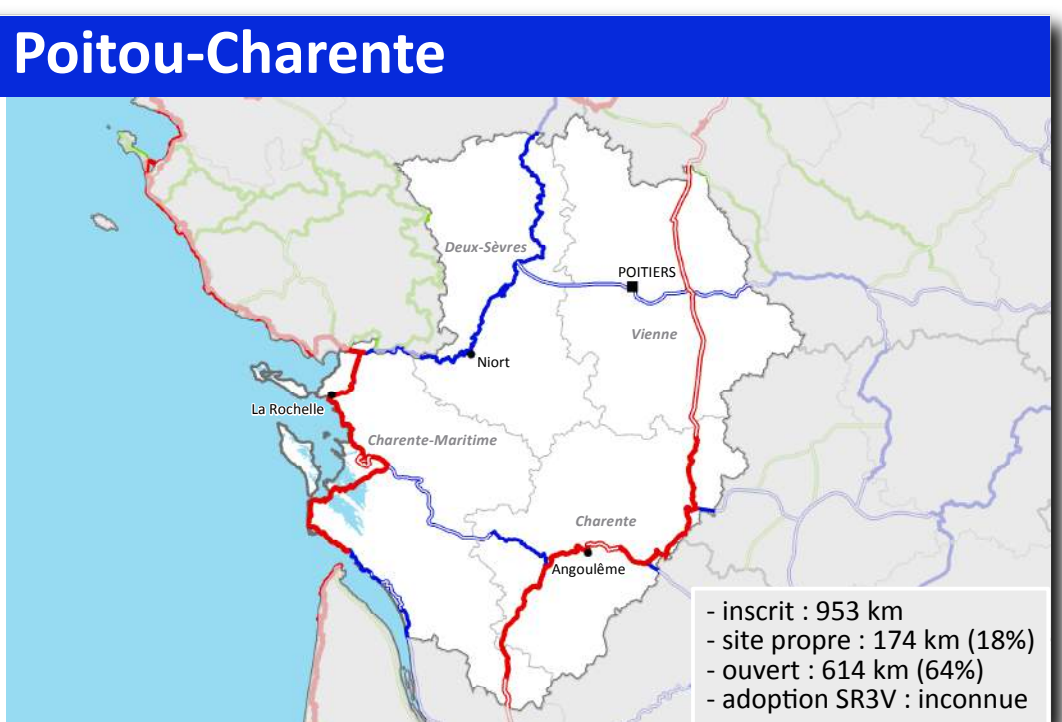 Poitou-Charente
Deux-Sèvres
POITIERS
Vienne
Niort
La Rochelle
Charente-Maritime
Charente
Angoulême
- inscrit : 953 km
- site propre : 174 km (18%)
- ouvert : 614 km (64%)
- adoption SR3V : inconnue